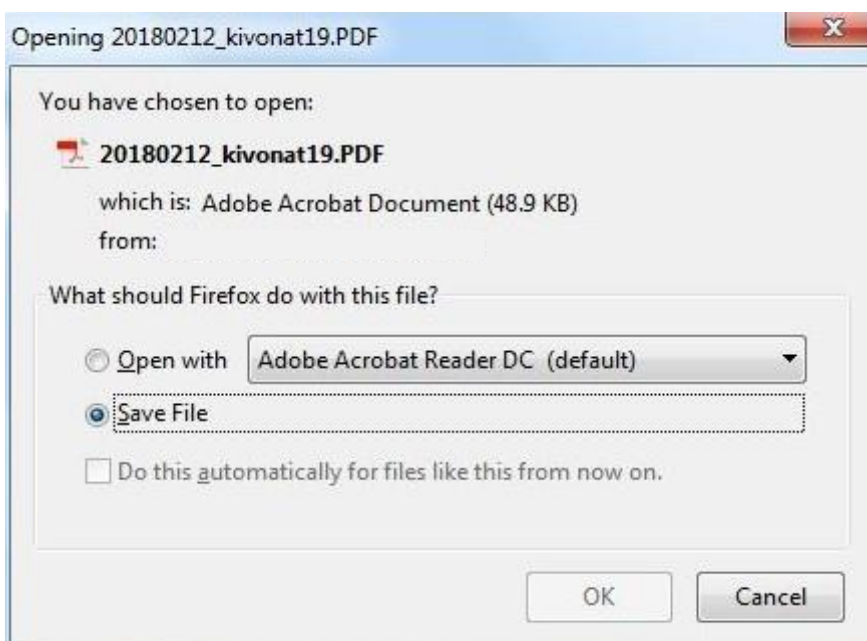 Opening 20180212_kivonat19.PDF
You have chosen to open:
20180212_kivonat19.PDF
which is: Adobe Acrobat Document (48.9 KB)
from:
What should Firefox do with this file?
Open with Adobe Acrobat Reader DC (default)
Save File
Do this automatically for files like this from now on.
OK Cancel